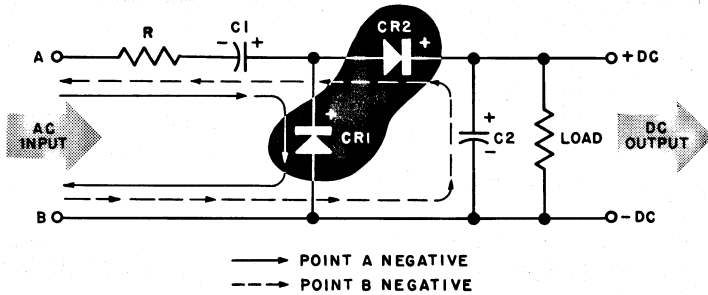 R
C1
- +
CR2
+
A
+DC
AC
INPUT
+
CR1
+
-
C2
LOAD
DC
OUTPUT
B
-DC
POINT A NEGATIVE
POINT B NEGATIVE